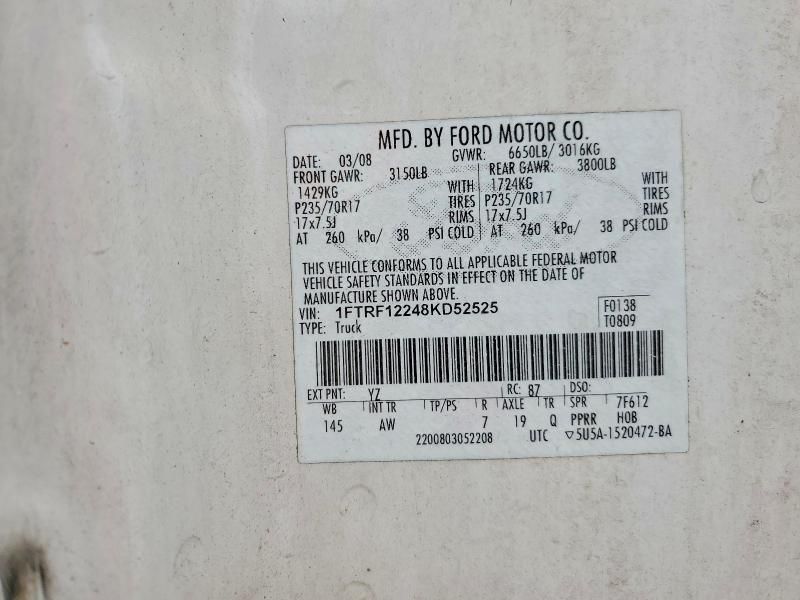 MFD. BY FORD MOTOR CO.
DATE: 03/08 GVWR: 6650LB/ 3016KG
FRONT GAWR: 3150LB REAR GAWR: 3800LB
1429KG WITH 1724KG WITH
P235/70R17 TIRES P235/70R17 TIRES
17x7.5J RIMS 17x7.5J RIMS
AT 260 kPa/ 38 PSI COLD AT 260 kPa/ 38 PSI COLD
THIS VEHICLE CONFORMS TO ALL APPLICABLE FEDERAL MOTOR
VEHICLE SAFETY STANDARDS IN EFFECT ON THE DATE OF
MANUFACTURE SHOWN ABOVE.
VIN: 1FTRF12248KD52525 F0138
TYPE: Truck T0809
EXT PNT: YZ RC: 87 DSO:
WB INT TR TP/PS R AXLE TR SPR 7F612
145 AW 7 19 Q PPRR H0B
2200803052208 UTC ▽5U5A-1520472-BA